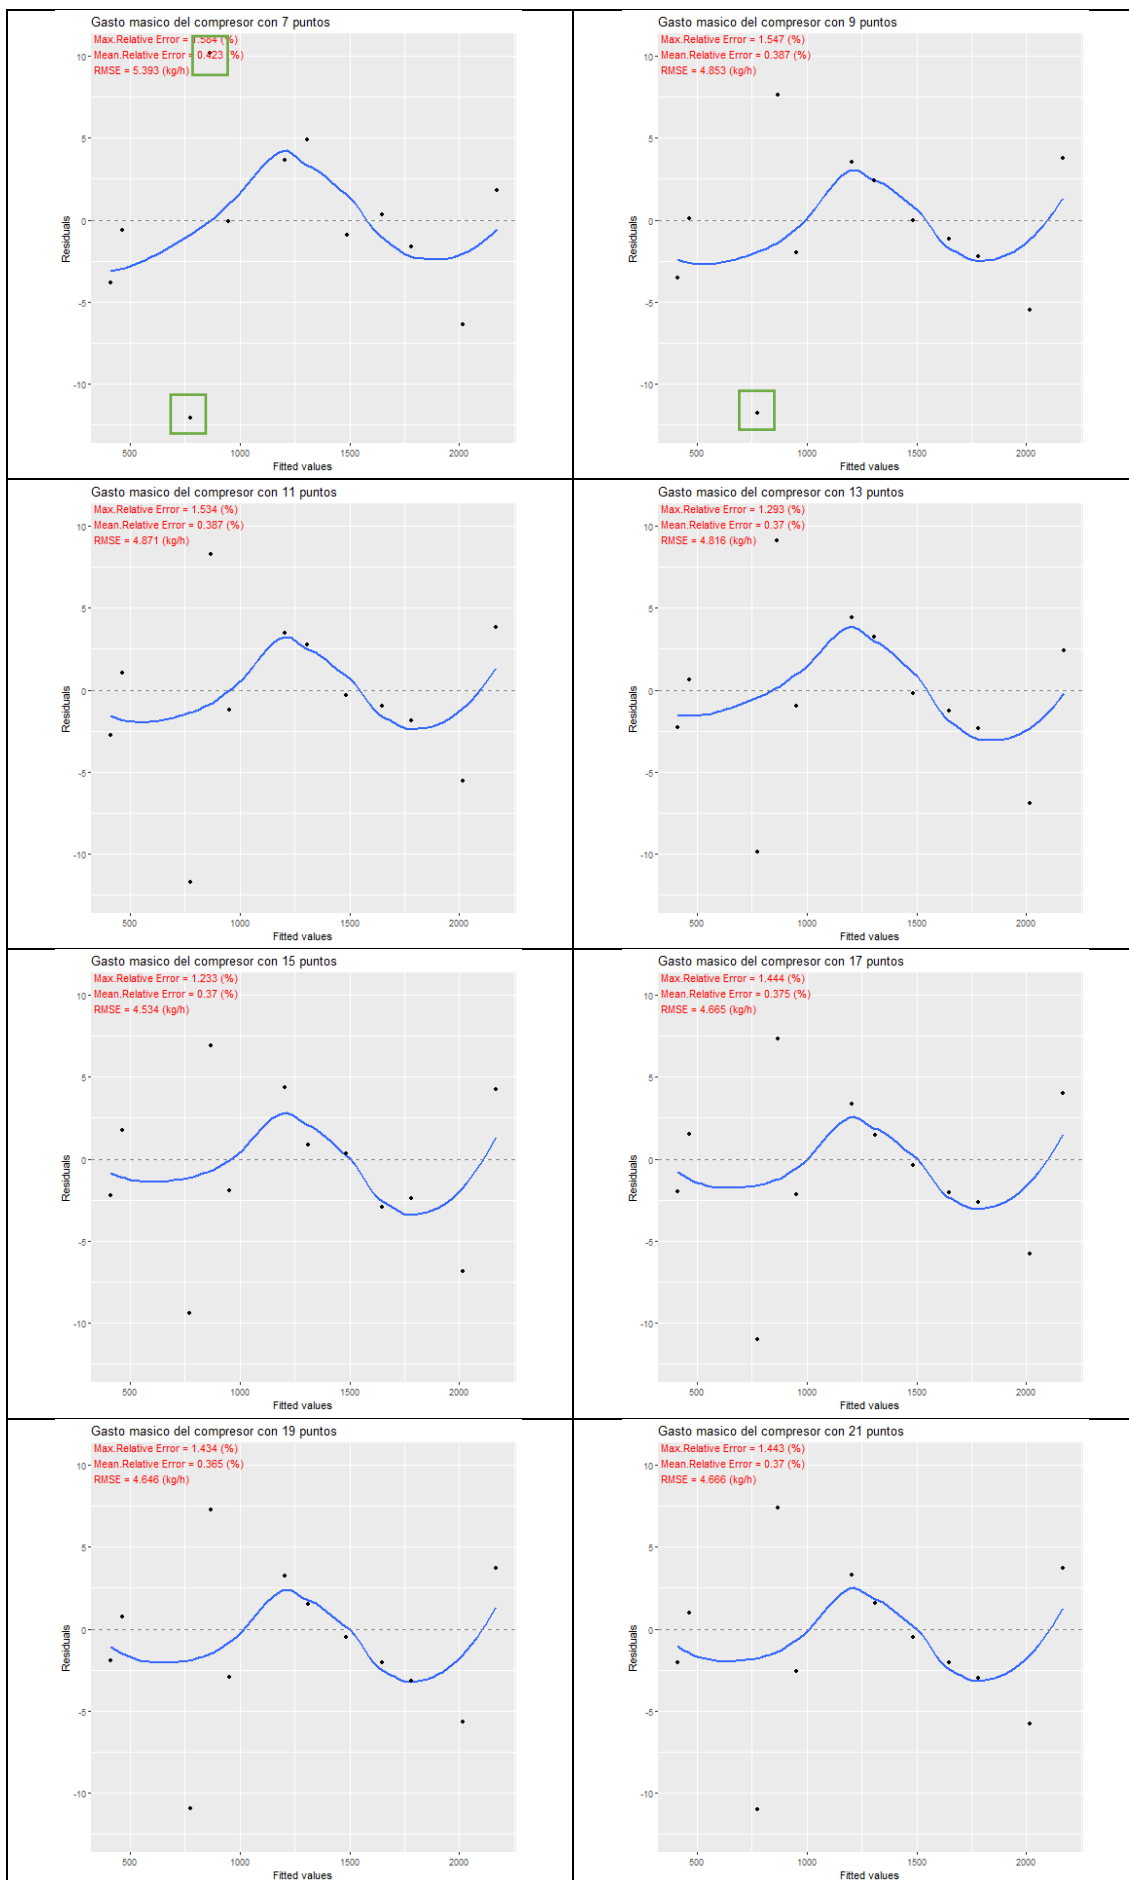 Gasto masico del compresor con 7 puntos
Max.Relative Error = 1.584 (%)
Mean.Relative Error = 0.423 (%)
RMSE = 5.393 (kg/h)
10
5
0
-5
-10
Residuals
500 1000 1500 2000
Fitted values
Gasto masico del compresor con 9 puntos
Max.Relative Error = 1.547 (%)
Mean.Relative Error = 0.387 (%)
RMSE = 4.853 (kg/h)
10
5
0
-5
-10
Residuals
500 1000 1500 2000
Fitted values
Gasto masico del compresor con 11 puntos
Max.Relative Error = 1.534 (%)
Mean.Relative Error = 0.387 (%)
RMSE = 4.871 (kg/h)
10
5
0
-5
-10
Residuals
500 1000 1500 2000
Fitted values
Gasto masico del compresor con 13 puntos
Max.Relative Error = 1.293 (%)
Mean.Relative Error = 0.37 (%)
RMSE = 4.816 (kg/h)
10
5
0
-5
-10
Residuals
500 1000 1500 2000
Fitted values
Gasto masico del compresor con 15 puntos
Max.Relative Error = 1.233 (%)
Mean.Relative Error = 0.37 (%)
RMSE = 4.534 (kg/h)
10
5
0
-5
-10
Residuals
500 1000 1500 2000
Fitted values
Gasto masico del compresor con 17 puntos
Max.Relative Error = 1.444 (%)
Mean.Relative Error = 0.375 (%)
RMSE = 4.665 (kg/h)
10
5
0
-5
-10
Residuals
500 1000 1500 2000
Fitted values
Gasto masico del compresor con 19 puntos
Max.Relative Error = 1.434 (%)
Mean.Relative Error = 0.365 (%)
RMSE = 4.646 (kg/h)
10
5
0
-5
-10
Residuals
500 1000 1500 2000
Fitted values
Gasto masico del compresor con 21 puntos
Max.Relative Error = 1.443 (%)
Mean.Relative Error = 0.37 (%)
RMSE = 4.666 (kg/h)
10
5
0
-5
-10
Residuals
500 1000 1500 2000
Fitted values